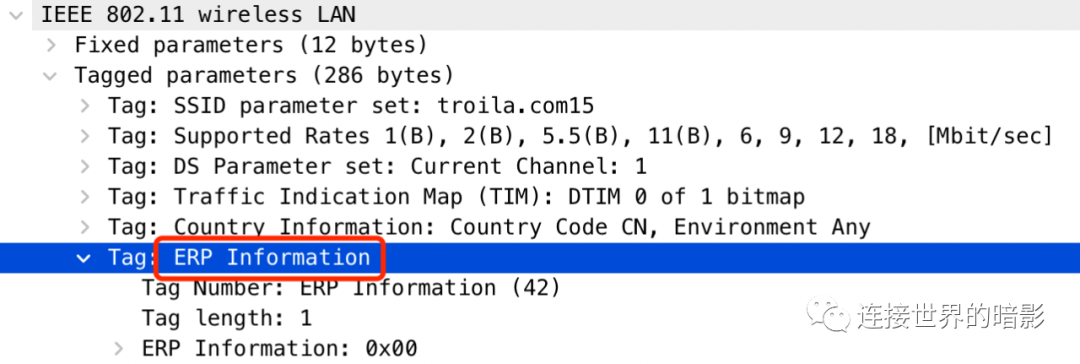 IEEE 802.11 wireless LAN
Fixed parameters (12 bytes)
Tagged parameters (286 bytes)
Tag: SSID parameter set: troila.com15
Tag: Supported Rates 1(B), 2(B), 5.5(B), 11(B), 6, 9, 12, 18, [Mbit/sec]
Tag: DS Parameter set: Current Channel: 1
Tag: Traffic Indication Map (TIM): DTIM 0 of 1 bitmap
Tag: Country Information: Country Code CN, Environment Any
Tag: ERP Information
Tag Number: ERP Information (42)
Tag length: 1
连接世界的暗影
ERP Information: 0x00